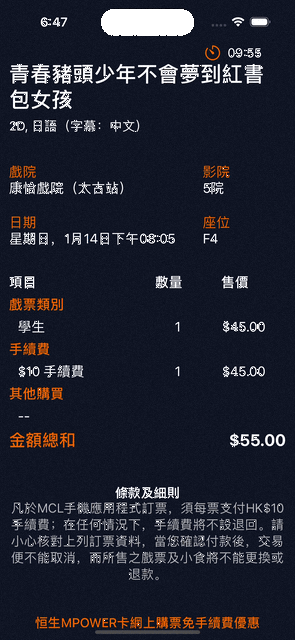 6:47
09:55
青春豬頭少年不會夢到紅書
包女孩
2D, 日語（字幕：中文）
戲院 影院
康怡戲院（太古站） 5院
日期 座位
星期日，1月14日下午08:05 F4
項目 數量 售價
戲票類別
學生 1 $45.00
手續費
$10 手續費 1 $45.00
其他購買
--
金額總和 $55.00
條款及細則
凡於MCL手機應用程式訂票，須每票支付HK$10
手續費；在任何情況下，手續費將不設退回。請
小心核對上列訂票資料，當您確認付款後，交易
便不能取消，而所售之戲票及小食將不能更換或
退款。
恒生MPOWER卡網上購票免手續費優惠